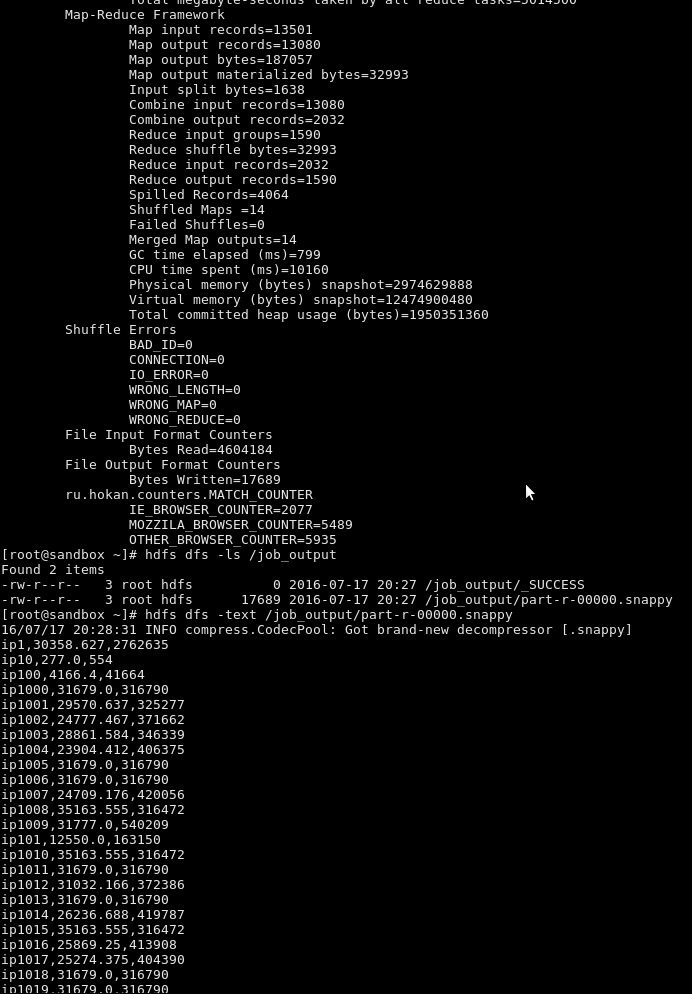 Total megabyte-seconds taken by all reduce tasks=5614500
Map-Reduce Framework
Map input records=13501
Map output records=13080
Map output bytes=187057
Map output materialized bytes=32993
Input split bytes=1638
Combine input records=13080
Combine output records=2032
Reduce input groups=1590
Reduce shuffle bytes=32993
Reduce input records=2032
Reduce output records=1590
Spilled Records=4064
Shuffled Maps =14
Failed Shuffles=0
Merged Map outputs=14
GC time elapsed (ms)=799
CPU time spent (ms)=10160
Physical memory (bytes) snapshot=2974629888
Virtual memory (bytes) snapshot=12474900480
Total committed heap usage (bytes)=1950351360
Shuffle Errors
BAD_ID=0
CONNECTION=0
IO_ERROR=0
WRONG_LENGTH=0
WRONG_MAP=0
WRONG_REDUCE=0
File Input Format Counters
Bytes Read=4604184
File Output Format Counters
Bytes Written=17689
ru.hokan.counters.MATCH_COUNTER
IE_BROWSER_COUNTER=2077
MOZZILA_BROWSER_COUNTER=5489
OTHER_BROWSER_COUNTER=5935
[root@sandbox ~]# hdfs dfs -ls /job_output
Found 2 items
-rw-r--r--   3 root hdfs          0 2016-07-17 20:27 /job_output/_SUCCESS
-rw-r--r--   3 root hdfs      17689 2016-07-17 20:27 /job_output/part-r-00000.snappy
[root@sandbox ~]# hdfs dfs -text /job_output/part-r-00000.snappy
16/07/17 20:28:31 INFO compress.CodecPool: Got brand-new decompressor [.snappy]
ip1,30358.627,2762635
ip10,277.0,554
ip100,4166.4,41664
ip1000,31679.0,316790
ip1001,29570.637,325277
ip1002,24777.467,371662
ip1003,28861.584,346339
ip1004,23904.412,406375
ip1005,31679.0,316790
ip1006,31679.0,316790
ip1007,24709.176,420056
ip1008,35163.555,316472
ip1009,31777.0,540209
ip101,12550.0,163150
ip1010,35163.555,316472
ip1011,31679.0,316790
ip1012,31032.166,372386
ip1013,31679.0,316790
ip1014,26236.688,419787
ip1015,35163.555,316472
ip1016,25869.25,413908
ip1017,25274.375,404390
ip1018,31679.0,316790
ip1019,31679.0,316790